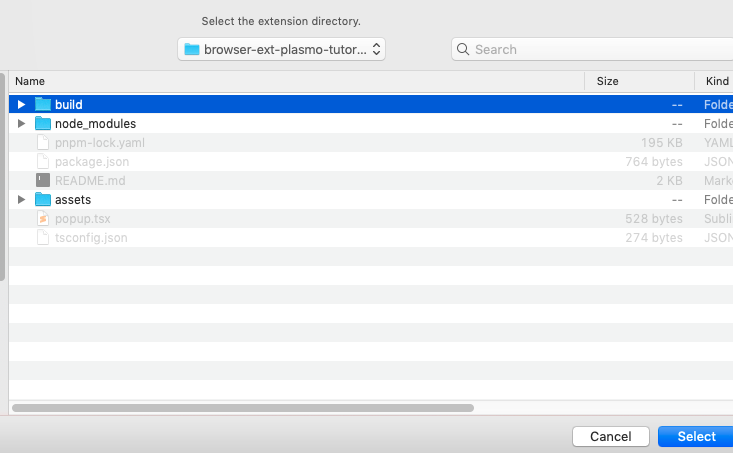 Select the extension directory.
browser-ext-plasmo-tutor...
Search
Name Size Kind
build -- Folde
node_modules -- Folde
pnpm-lock.yaml 195 KB YAML
package.json 764 bytes JSON
README.md 2 KB Mark
assets -- Folde
popup.tsx 528 bytes Subli
tsconfig.json 274 bytes JSON
Cancel Select